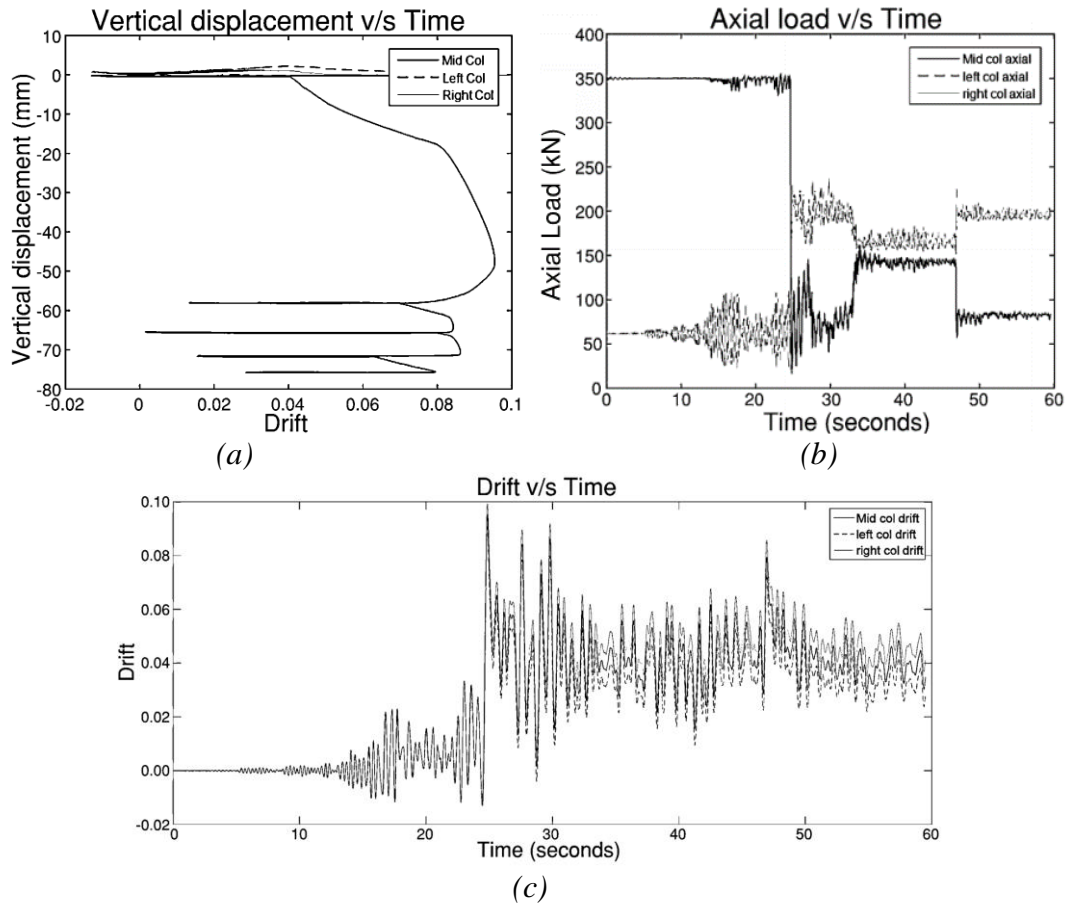 Vertical displacement v/s Time
10
0
-10
-20
-30
-40
-50
-60
-70
-80
Vertical displacement (mm)
-0.02 0 0.02 0.04 0.06 0.08 0.1
Drift
Mid Col
Left Col
Right Col
(a)
Axial load v/s Time
400
350
300
250
200
150
100
50
0
Axial Load (kN)
0 10 20 30 40 50 60
Time (seconds)
Mid col axial
left col axial
right col axial
(b)
Drift v/s Time
0.10
0.08
0.06
0.04
0.02
0.00
-0.02
Drift
0 10 20 30 40 50 60
Time (seconds)
Mid col drift
left col drift
right col drift
(c)